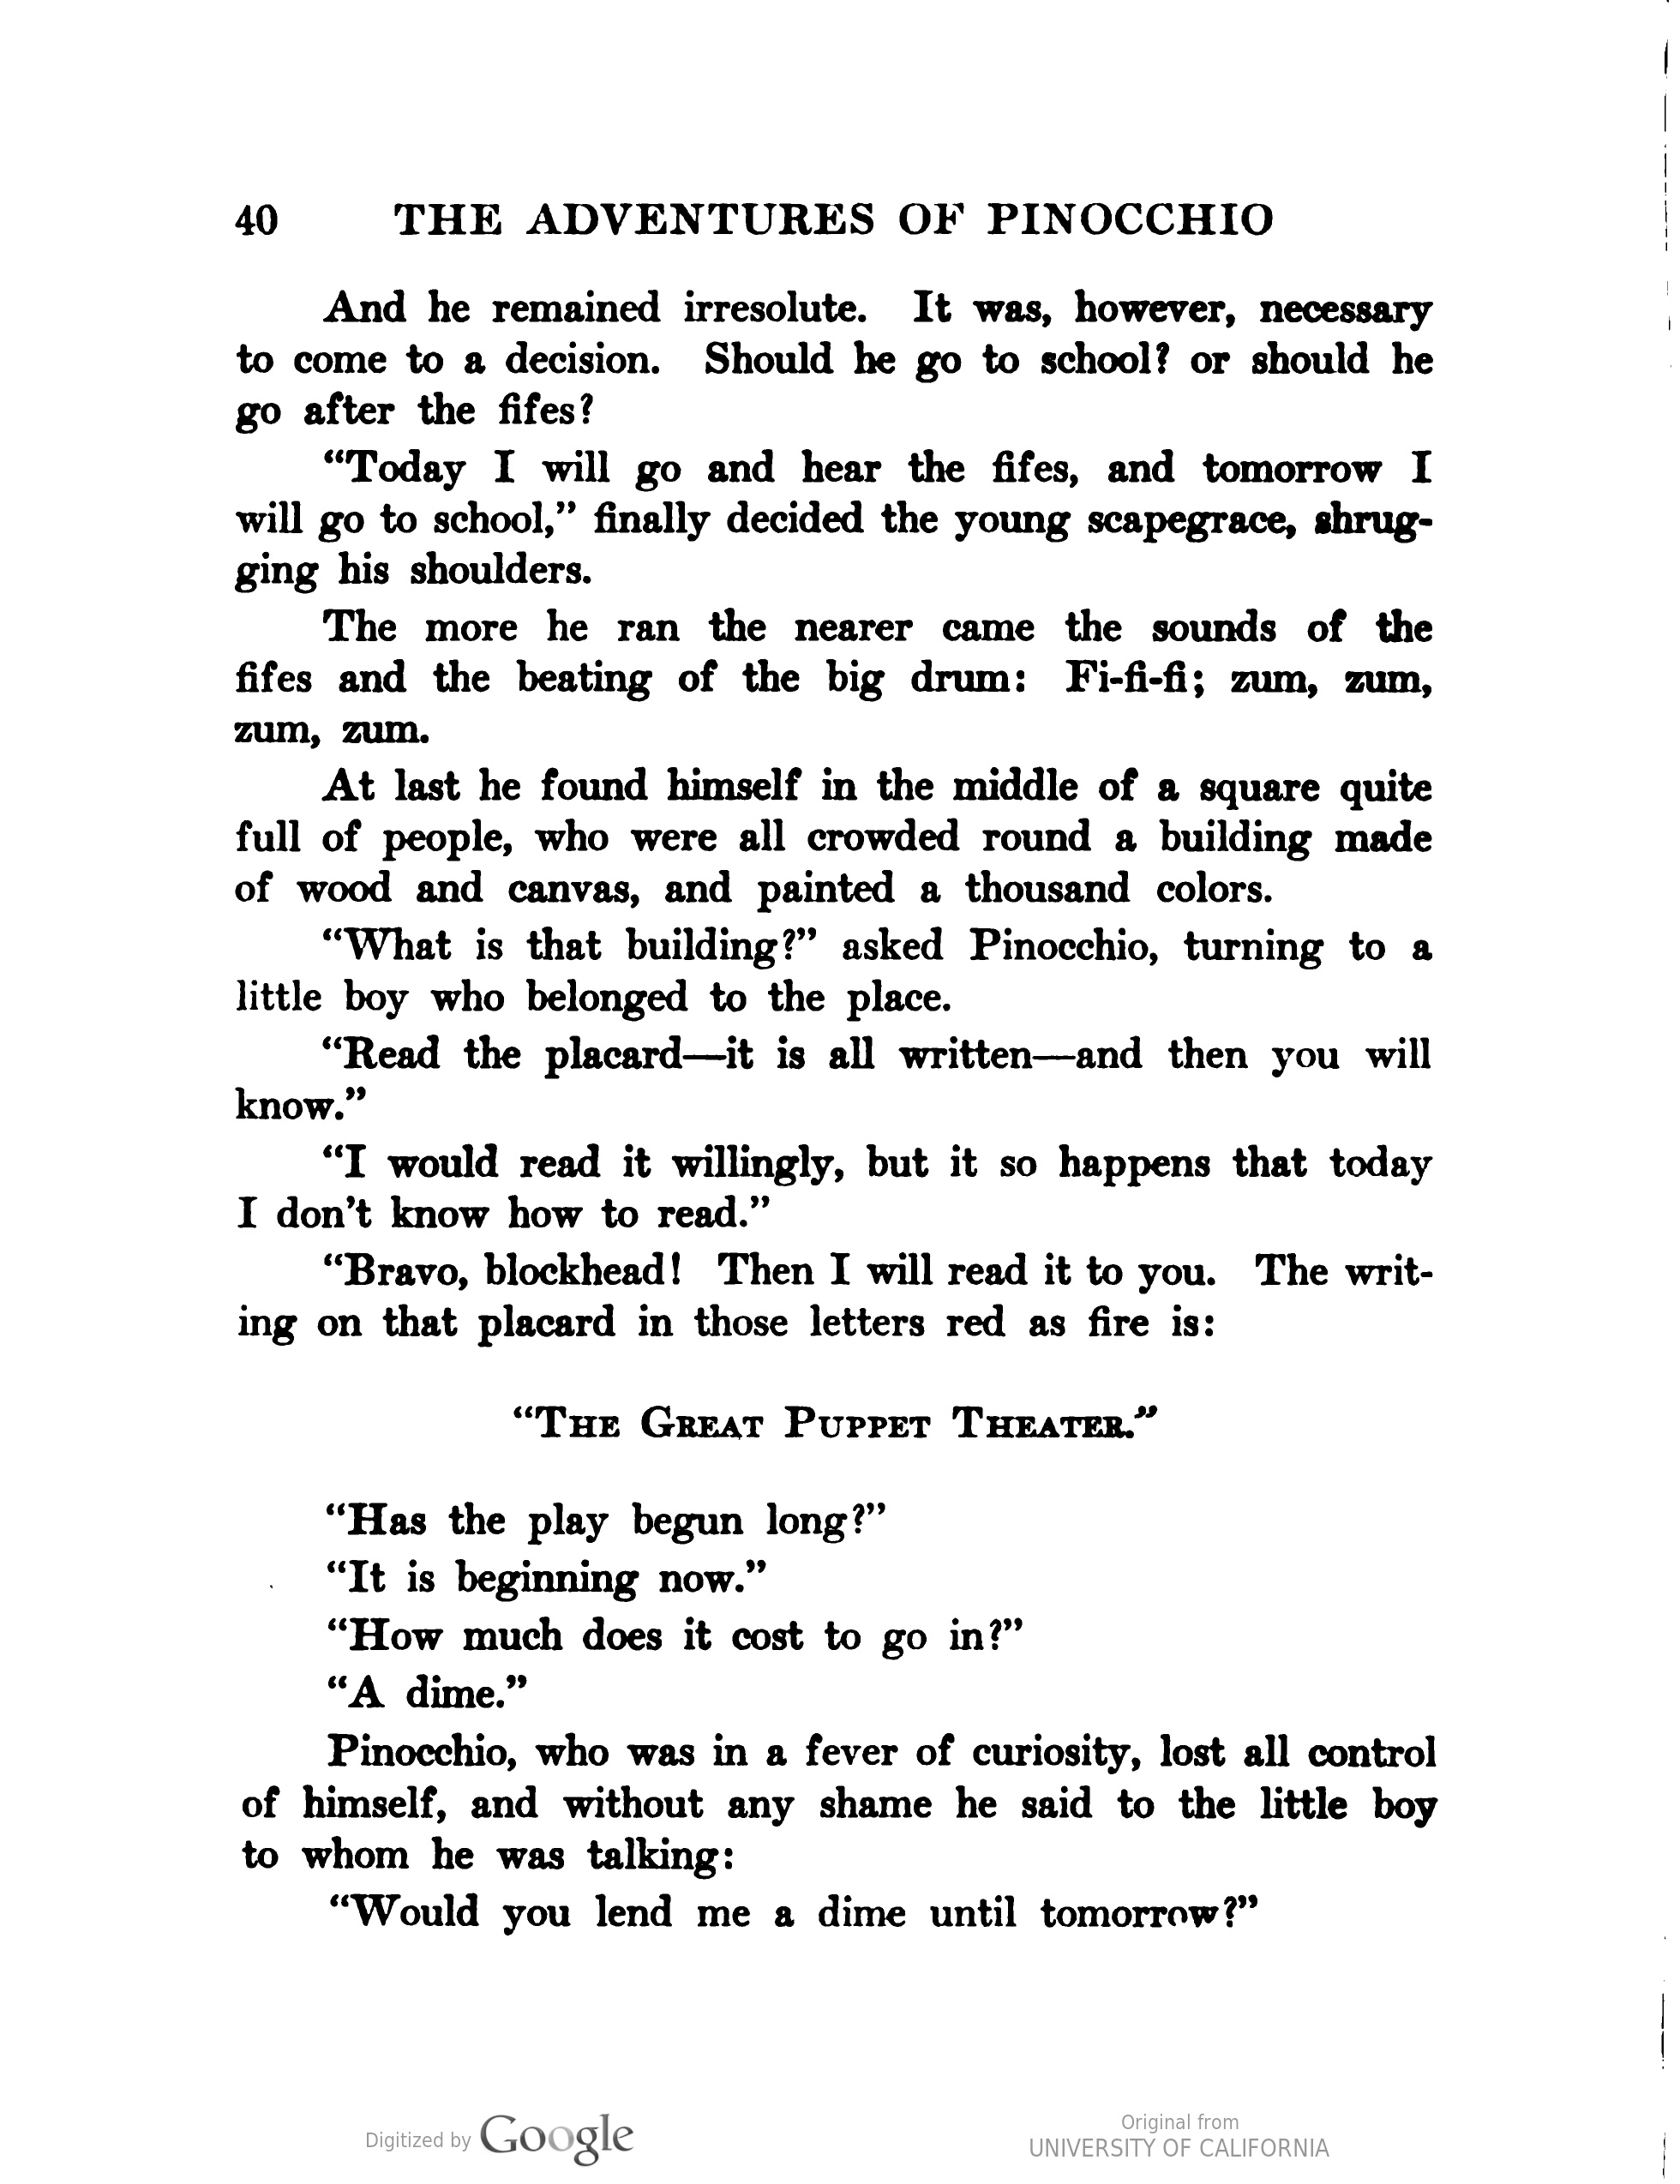 40 THE ADVENTURES OF PINOCCHIO
And he remained irresolute. It was, however, necessary
to come to a decision. Should he go to school? or should he
go after the fifes?
“Today I will go and hear the fifes, and tomorrow I
will go to school,” finally decided the young scapegrace, shrug-
ging his shoulders.
The more he ran the nearer came the sounds of the
fifes and the beating of the big drum: Fi-fi-fi; zum, zum,
zum, zum.
At last he found himself in the middle of a square quite
full of people, who were all crowded round a building made
of wood and canvas, and painted a thousand colors.
“What is that building?” asked Pinocchio, turning to a
little boy who belonged to the place.
“Read the placard—it is all written—and then you will
know.”
“I would read it willingly, but it so happens that today
I don’t know how to read.”
“Bravo, blockhead! Then I will read it to you. The writ-
ing on that placard in those letters red as fire is:
“THE GREAT PUPPET THEATER.”
“Has the play begun long?”
“It is beginning now.”
“How much does it cost to go in?”
“A dime.”
Pinocchio, who was in a fever of curiosity, lost all control
of himself, and without any shame he said to the little boy
to whom he was talking:
“Would you lend me a dime until tomorrow?”
Digitized by Google
Original from
UNIVERSITY OF CALIFORNIA